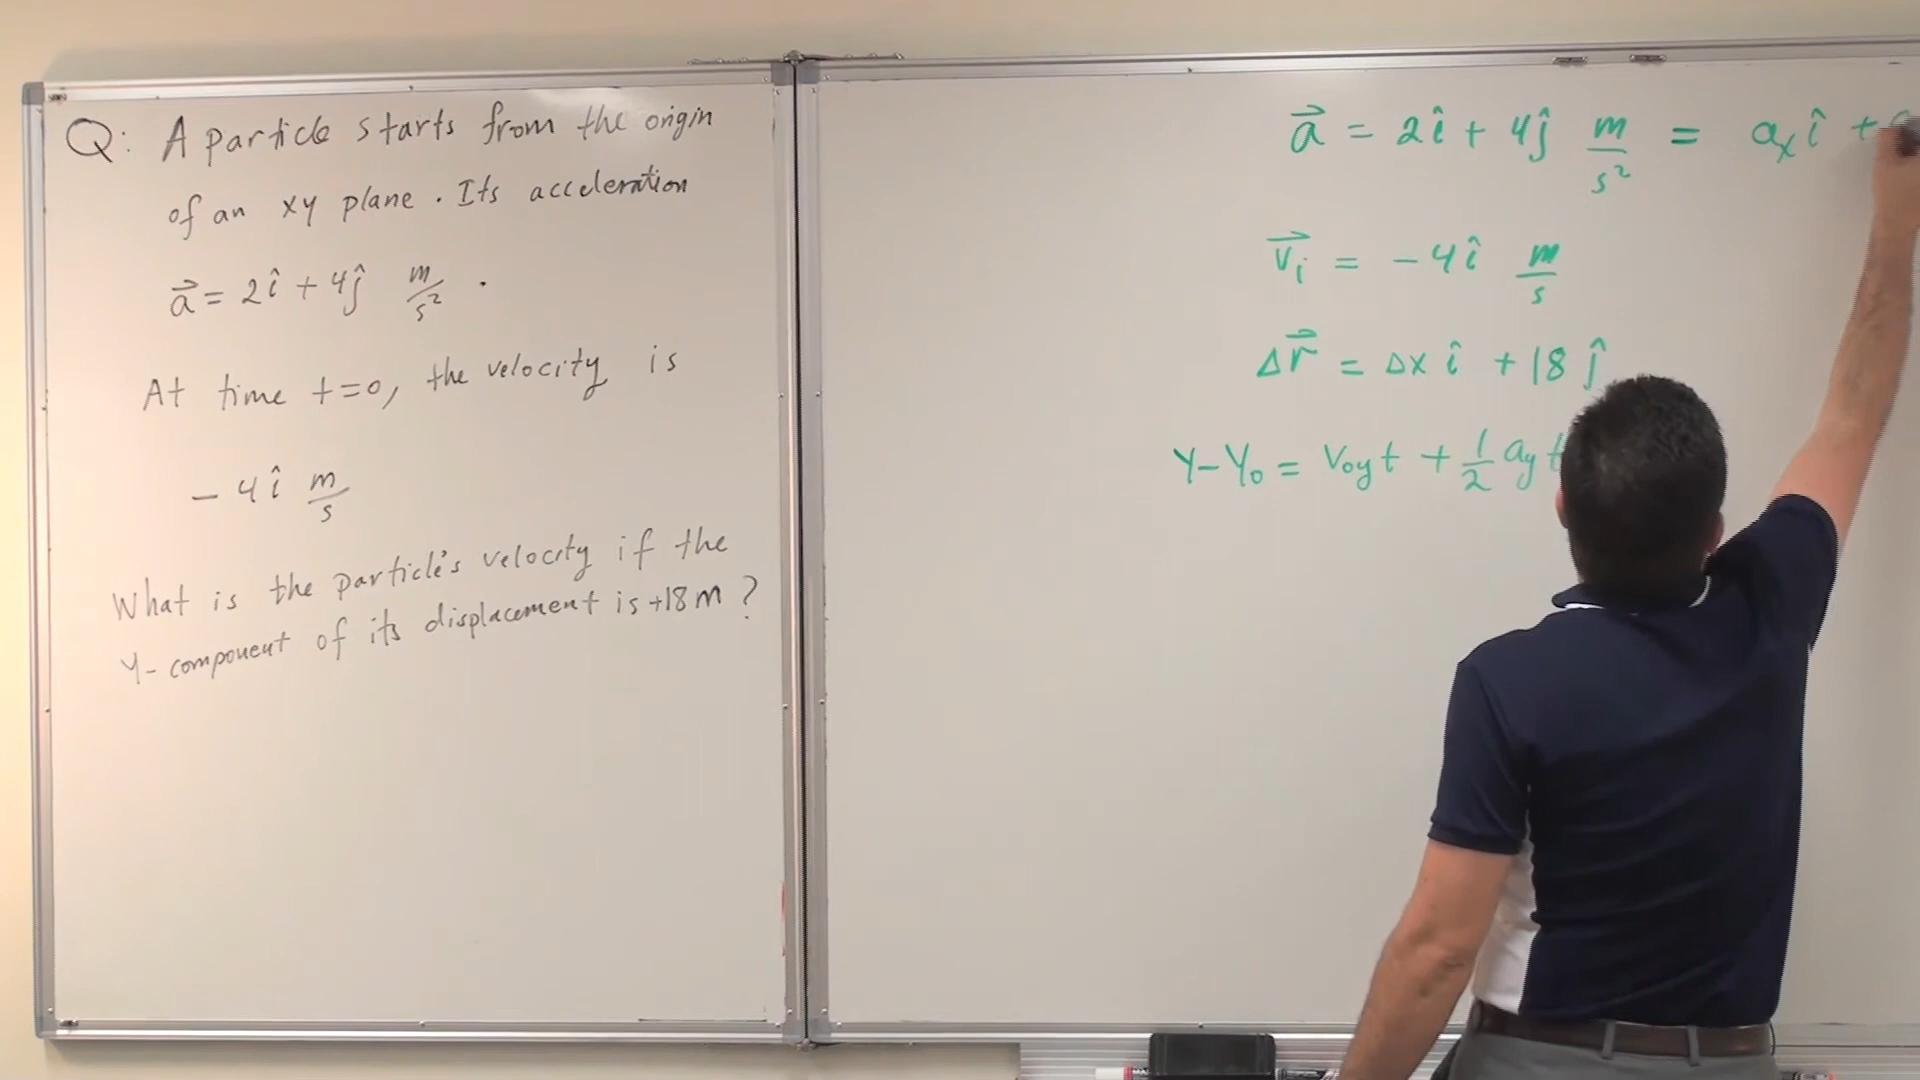 Q: A particle starts from the origin
of an xy plane. Its acceleration
a⃗ = 2î + 4ĵ m/s².
At time t=0, the velocity is
- 4î m/s
What is the particle's velocity if the
Y-component of its displacement is +18m?
a⃗ = 2î + 4ĵ m/s² = aₓî +
v⃗ᵢ = -4î m/s
Δr⃗ = Δx î + 18 ĵ
Y-Y₀ = V₀yt + 1/2 ay t